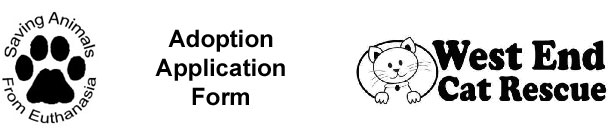 Saving Animals
From Euthanasia
Adoption
Application
Form
West End
Cat Rescue